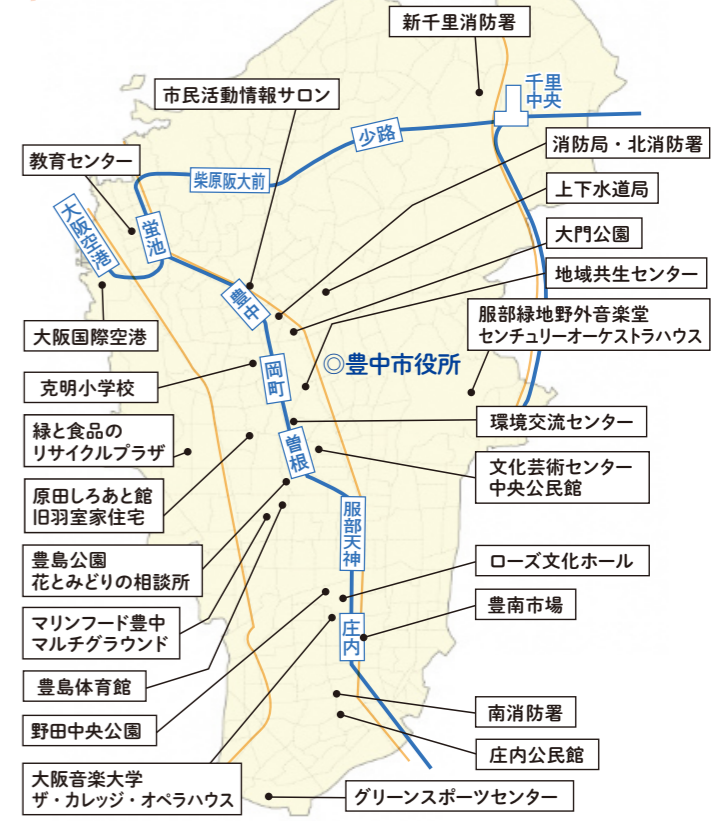 新千里消防署
千里
中央
市民活動情報サロン
少路
消防局・北消防署
教育センター
柴原阪大前
上下水道局
大阪空港
蛍池
大門公園
地域共生センター
豊中
服部緑地野外音楽堂
センチュリーオーケストラハウス
大阪国際空港
◎豊中市役所
岡町
克明小学校
環境交流センター
緑と食品の
リサイクルプラザ
曽根
文化芸術センター
中央公民館
原田しろあと館
旧羽室家住宅
服部天神
豊島公園
花とみどりの相談所
ローズ文化ホール
マリンフード豊中
マルチグラウンド
豊南市場
庄内
豊島体育館
野田中央公園
南消防署
庄内公民館
大阪音楽大学
ザ・カレッジ・オペラハウス
グリーンスポーツセンター